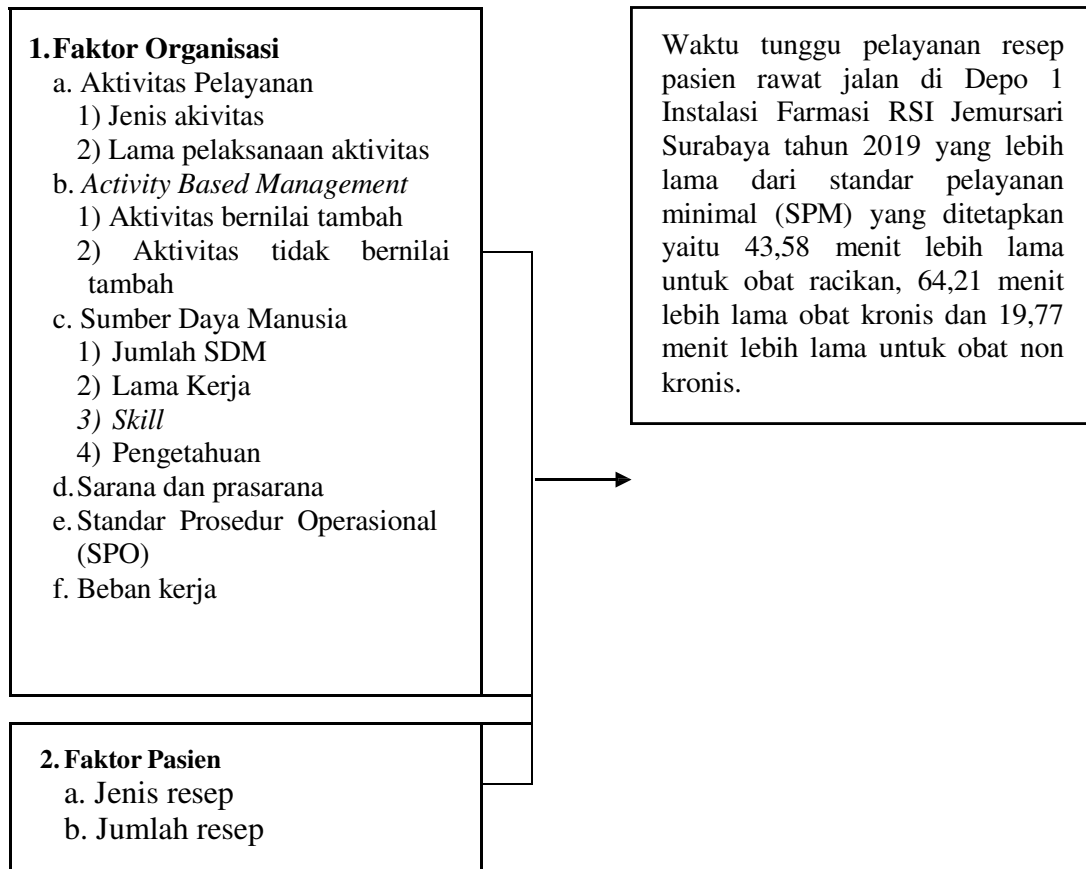 1. Faktor Organisasi
a. Aktivitas Pelayanan
1) Jenis akivitas
2) Lama pelaksanaan aktivitas
b. Activity Based Management
1) Aktivitas bernilai tambah
2) Aktivitas tidak bernilai
tambah
c. Sumber Daya Manusia
1) Jumlah SDM
2) Lama Kerja
3) Skill
4) Pengetahuan
d. Sarana dan prasarana
e. Standar Prosedur Operasional
(SPO)
f. Beban kerja
2. Faktor Pasien
a. Jenis resep
b. Jumlah resep
Waktu tunggu pelayanan resep
pasien rawat jalan di Depo 1
Instalasi Farmasi RSI Jemursari
Surabaya tahun 2019 yang lebih
lama dari standar pelayanan
minimal (SPM) yang ditetapkan
yaitu 43,58 menit lebih lama
untuk obat racikan, 64,21 menit
lebih lama obat kronis dan 19,77
menit lebih lama untuk obat non
kronis.